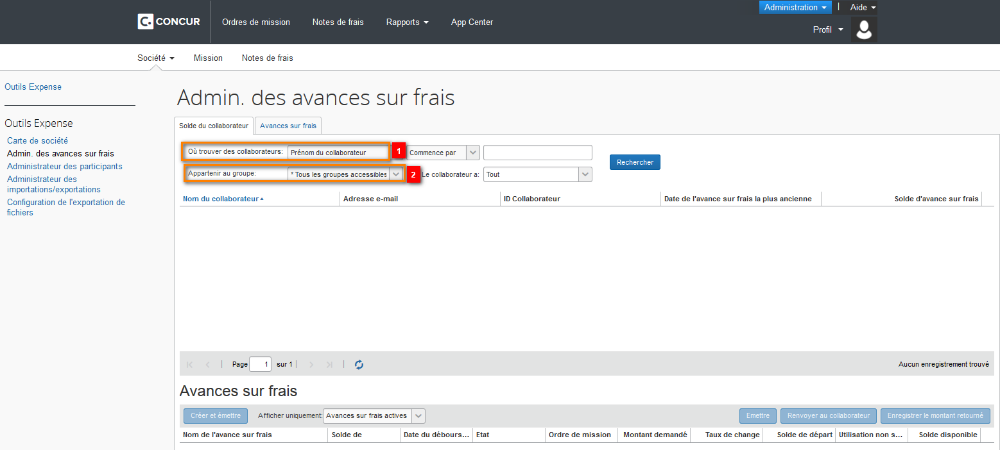 Administration
Aide
CONCUR
Ordres de mission
Notes de frais
Rapports
App Center
Profil
Société
Mission
Notes de frais
Outils Expense
Outils Expense
Carte de société
Admin. des avances sur frais
Administrateur des participants
Administrateur des
importations/exportations
Configuration de l'exportation de
fichiers
Admin. des avances sur frais
Solde du collaborateur
Avances sur frais
Où trouver des collaborateurs:
Prénom du collaborateur
1
Commence par
Rechercher
Appartenir au groupe:
* Tous les groupes accessibles
2
Le collaborateur a:
Tout
Nom du collaborateur
Adresse e-mail
ID Collaborateur
Date de l'avance sur frais la plus ancienne
Solde d'avance sur frais
Page 1 sur 1
Aucun enregistrement trouvé
Avances sur frais
Créer et émettre
Afficher uniquement:
Avances sur frais actives
Emettre
Renvoyer au collaborateur
Enregistrer le montant retourné
Nom de l'avance sur frais
Solde de
Date du débours...
Etat
Ordre de mission
Montant demandé
Taux de change
Solde de départ
Utilisation non s...
Solde disponible